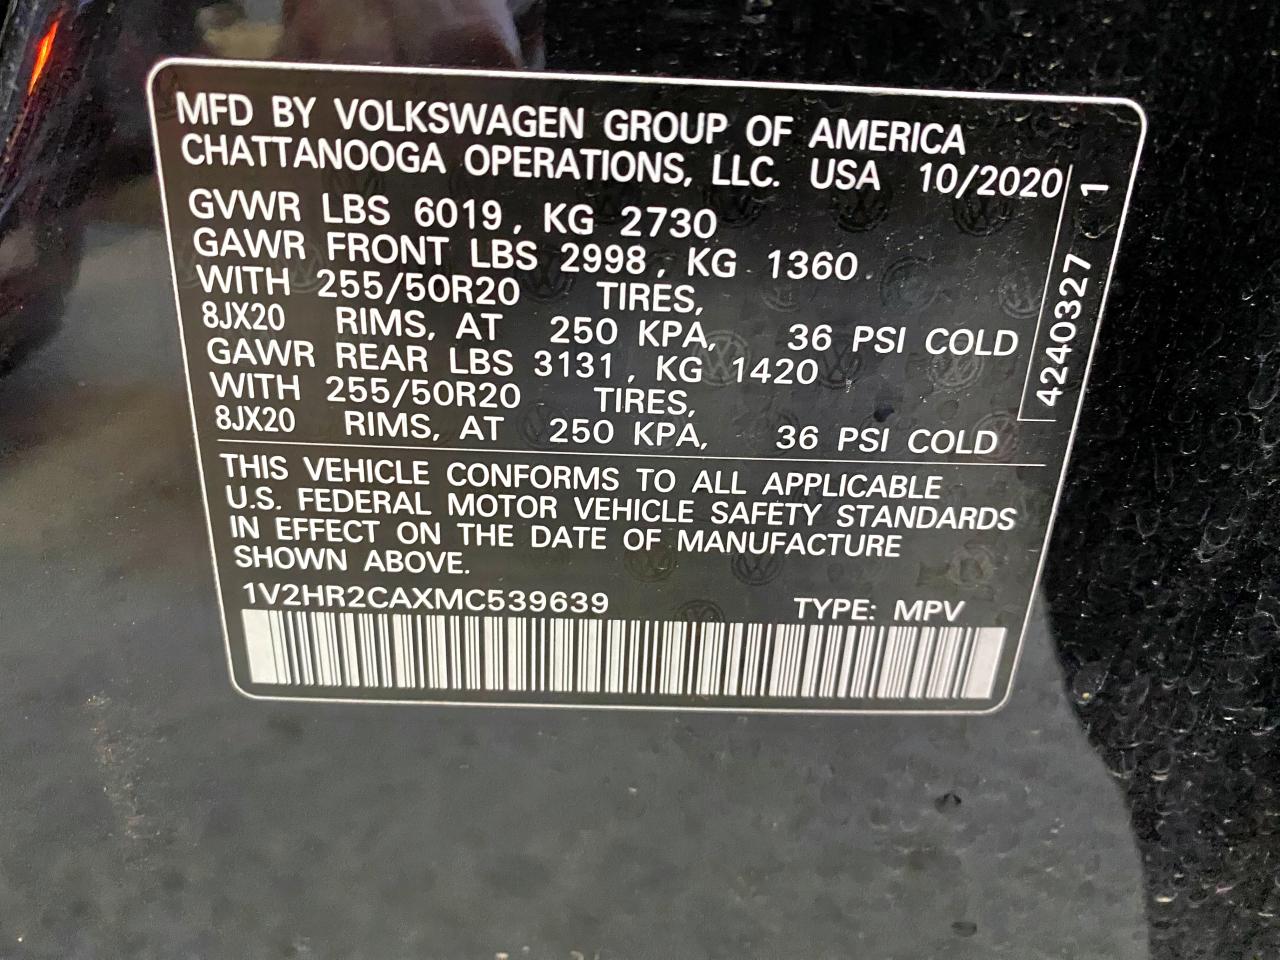 MFD BY VOLKSWAGEN GROUP OF AMERICA
CHATTANOOGA OPERATIONS, LLC. USA 10/2020
GVWR LBS 6019, KG 2730
GAWR FRONT LBS 2998, KG 1360
WITH 255/50R20 TIRES,
8JX20 RIMS, AT 250 KPA, 36 PSI COLD
GAWR REAR LBS 3131, KG 1420
WITH 255/50R20 TIRES,
8JX20 RIMS, AT 250 KPA, 36 PSI COLD
4240327 1
THIS VEHICLE CONFORMS TO ALL APPLICABLE
U.S. FEDERAL MOTOR VEHICLE SAFETY STANDARDS
IN EFFECT ON THE DATE OF MANUFACTURE
SHOWN ABOVE.
1V2HR2CAXMC539639 TYPE: MPV